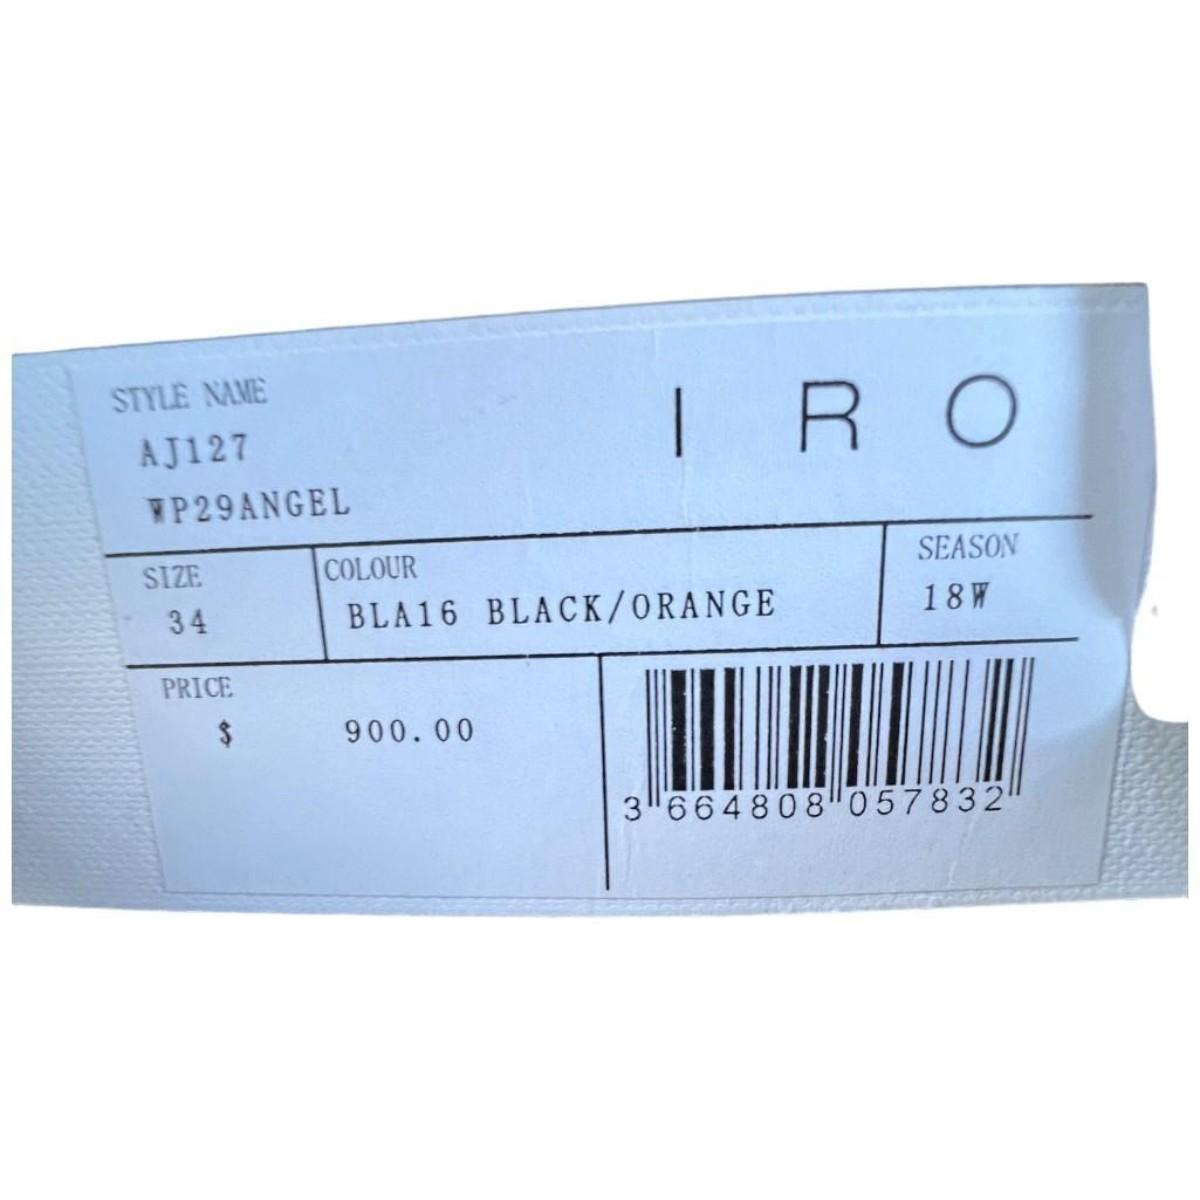 STYLE NAME
AJ127
WP29ANGEL
I R O
SIZE
34
COLOUR
BLA16 BLACK/ORANGE
SEASON
18W
PRICE
$ 900.00
3 664808 057832